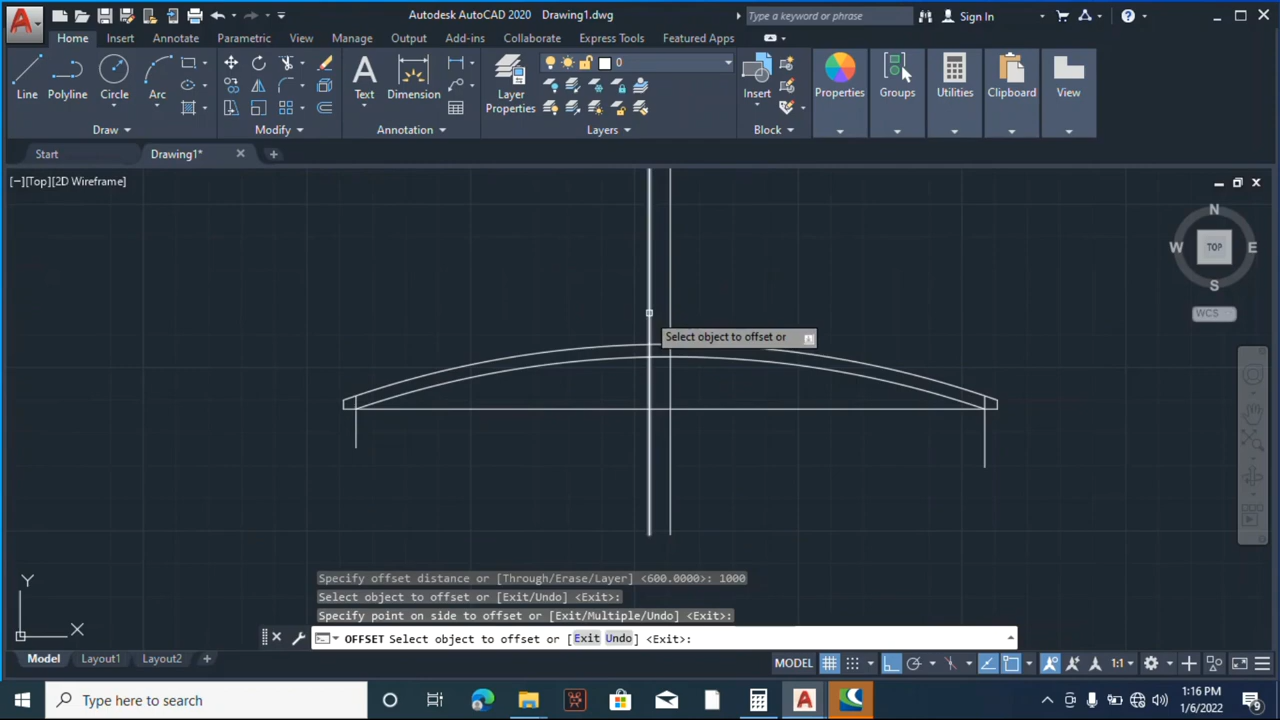 Autodesk AutoCAD 2020 Drawing1.dwg
Type a keyword or phrase
Sign In
Home Insert Annotate Parametric View Manage Output Add-ins Collaborate Express Tools Featured Apps
A
Line Polyline Circle Arc
Text Dimension
Layer Properties
0
Insert
Properties Groups Utilities Clipboard View
Draw Modify Annotation Layers Block
Start Drawing1*
[−][Top][2D Wireframe]
N
W TOP E
S
WCS
Select object to offset or
Y
X
Specify offset distance or [Through/Erase/Layer] <600.0000>: 1000
Select object to offset or [Exit/Undo] <Exit>:
Specify point on side to offset or [Exit/Multiple/Undo] <Exit>:
OFFSET Select object to offset or [Exit Undo] <Exit>:
Model Layout1 Layout2 +
MODEL 1:1
Type here to search
1:16 PM
1/6/2022
9